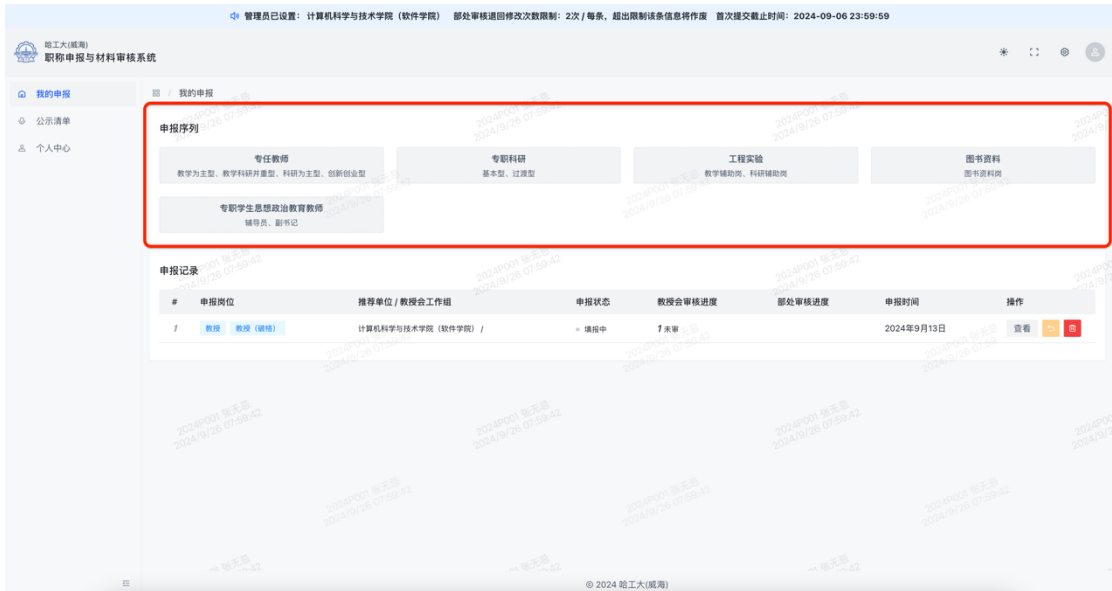 管理员已设置： 计算机科学与技术学院（软件学院） 部处审核退回修改次数限制：2次 / 每条，超出限制该条信息将作废 首次提交截止时间：2024-09-06 23:59:59
哈工大(威海)
职称申报与材料审核系统
我的申报
公示清单
个人中心
/ 我的申报
申报序列
专任教师
教学为主型、教学科研并重型、科研为主型、创新创业型
专职科研
基本型、过渡型
工程实验
教学辅助岗、科研辅助岗
图书资料
图书资料岗
专职学生思想政治教育教师
辅导员、副书记
申报记录
# 申报岗位 推荐单位 / 教授会工作组 申报状态 教授会审核进度 部处审核进度 申报时间 操作
1 教授 教授（破格） 计算机科学与技术学院（软件学院） / 填报中 1 未审 2024年9月13日 查看
© 2024 哈工大(威海)
2024P001 张无忌
2024/9/26 07:59:42